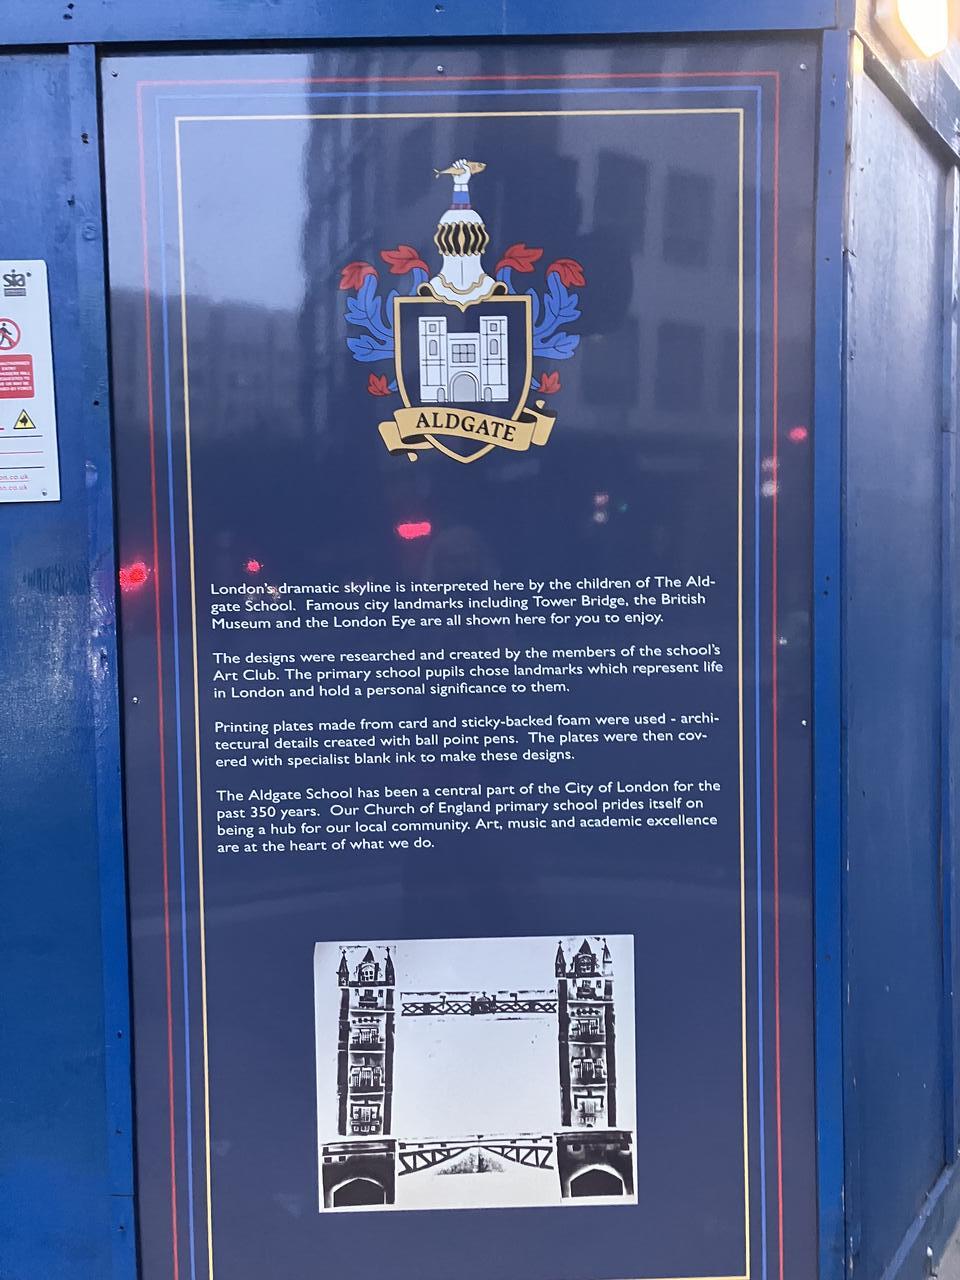 sia
ALDGATE
London's dramatic skyline is interpreted here by the children of The Ald-
gate School. Famous city landmarks including Tower Bridge, the British
Museum and the London Eye are all shown here for you to enjoy.
The designs were researched and created by the members of the school's
Art Club. The primary school pupils chose landmarks which represent life
in London and hold a personal significance to them.
Printing plates made from card and sticky-backed foam were used - archi-
tectural details created with ball point pens. The plates were then cov-
ered with specialist blank ink to make these designs.
The Aldgate School has been a central part of the City of London for the
past 350 years. Our Church of England primary school prides itself on
being a hub for our local community. Art, music and academic excellence
are at the heart of what we do.